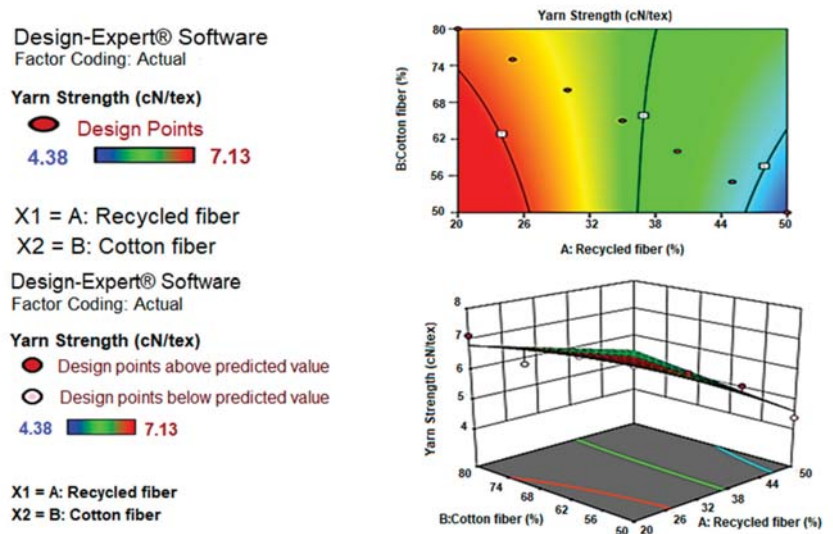 Design-Expert® Software
Factor Coding: Actual
Yarn Strength (cN/tex)
Design Points
4.38 7.13
X1 = A: Recycled fiber
X2 = B: Cotton fiber
Design-Expert® Software
Factor Coding: Actual
Yarn Strength (cN/tex)
Design points above predicted value
Design points below predicted value
4.38 7.13
X1 = A: Recycled fiber
X2 = B: Cotton fiber
Yarn Strength (cN/tex)
B:Cotton fiber (%)
80
74
68
62
56
50
20 26 32 38 44 50
A: Recycled fiber (%)
Yarn Strength (cN/tex)
8
7
6
5
4
80 74 68 62 56 50
B:Cotton fiber (%)
20 26 32 38 44 50
A: Recycled fiber (%)